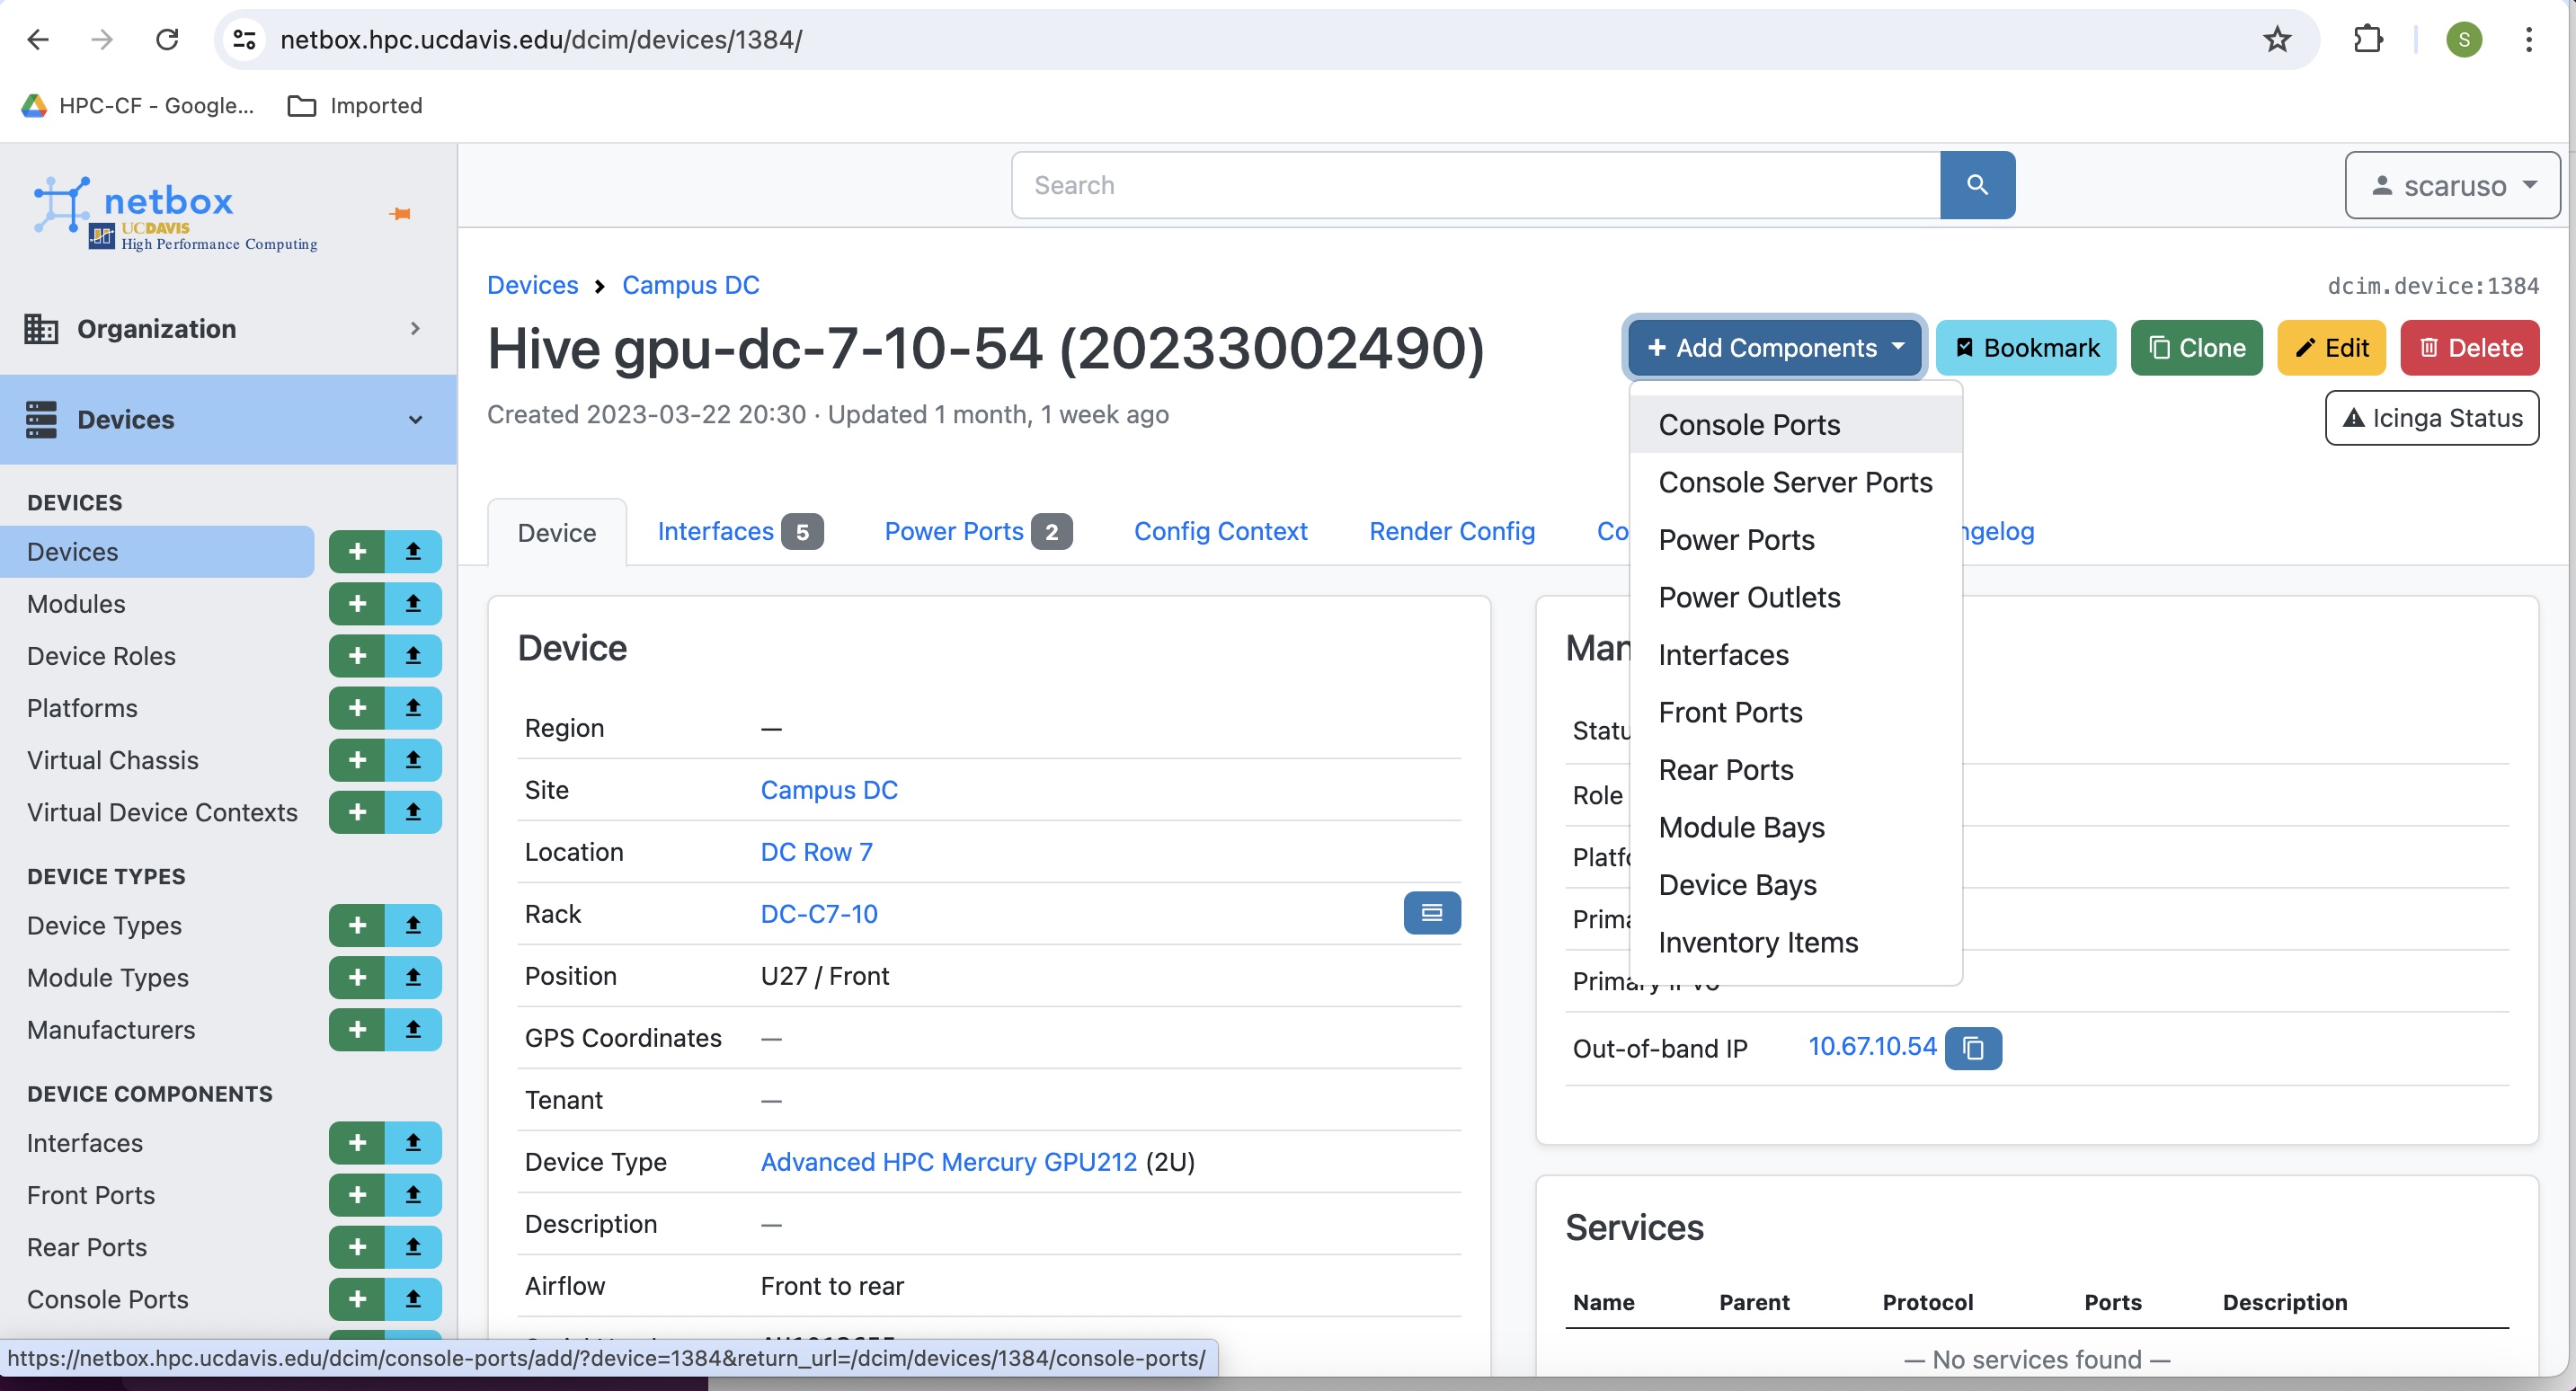 netbox.hpc.ucdavis.edu/dcim/devices/1384/
S
HPC-CF - Google...
Imported
netbox
UCDAVIS
High Performance Computing
Search
scaruso
Organization
Devices
DEVICES
Devices
Modules
Device Roles
Platforms
Virtual Chassis
Virtual Device Contexts
DEVICE TYPES
Device Types
Module Types
Manufacturers
DEVICE COMPONENTS
Interfaces
Front Ports
Rear Ports
Console Ports
Devices > Campus DC
dcim.device:1384
Hive gpu-dc-7-10-54 (20233002490)
+ Add Components
Bookmark
Clone
Edit
Delete
Created 2023-03-22 20:30 · Updated 1 month, 1 week ago
Icinga Status
Console Ports
Console Server Ports
Power Ports
Power Outlets
Interfaces
Front Ports
Rear Ports
Module Bays
Device Bays
Inventory Items
Device
Interfaces 5
Power Ports 2
Config Context
Render Config
Co
ngelog
Device
Region —
Site Campus DC
Location DC Row 7
Rack DC-C7-10
Position U27 / Front
GPS Coordinates —
Tenant —
Device Type Advanced HPC Mercury GPU212 (2U)
Description —
Airflow Front to rear
Man
Statu
Role
Platfo
Prima
Out-of-band IP 10.67.10.54
Services
Name Parent Protocol Ports Description
— No services found —
https://netbox.hpc.ucdavis.edu/dcim/console-ports/add/?device=1384&return_url=/dcim/devices/1384/console-ports/